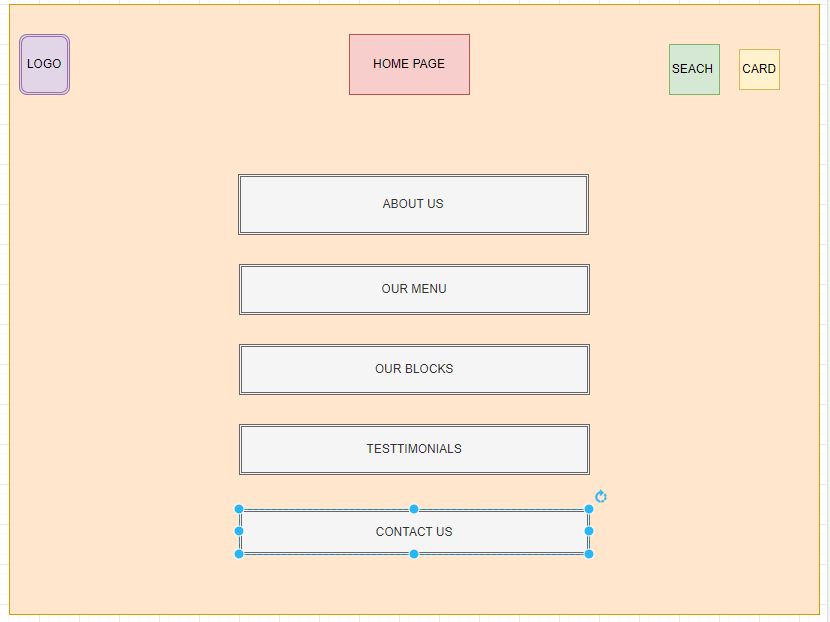 LOGO
HOME PAGE
SEACH
CARD
ABOUT US
OUR MENU
OUR BLOCKS
TESTTIMONIALS
CONTACT US